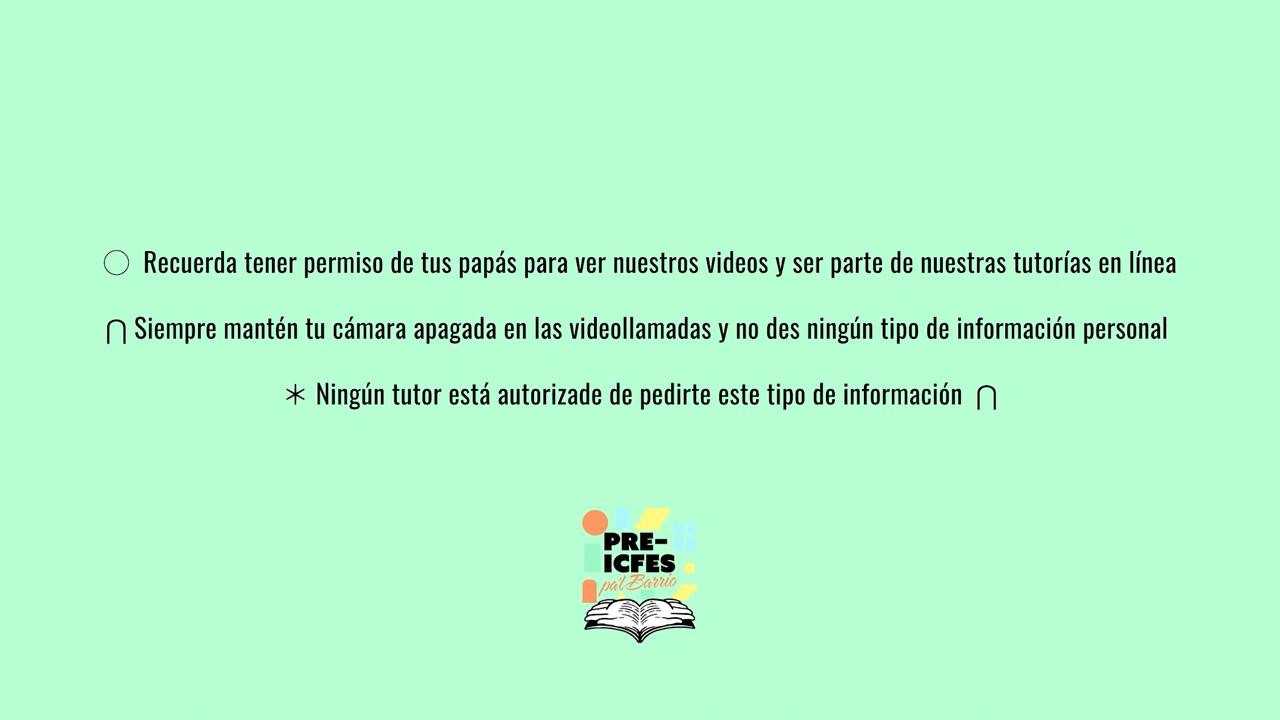 ◯ Recuerda tener permiso de tus papás para ver nuestros videos y ser parte de nuestras tutorías en línea
⋂ Siempre mantén tu cámara apagada en las videollamadas y no des ningún tipo de información personal
✳ Ningún tutor está autorizade de pedirte este tipo de información ⋂
PRE-
ICFES
pa'l Barrio